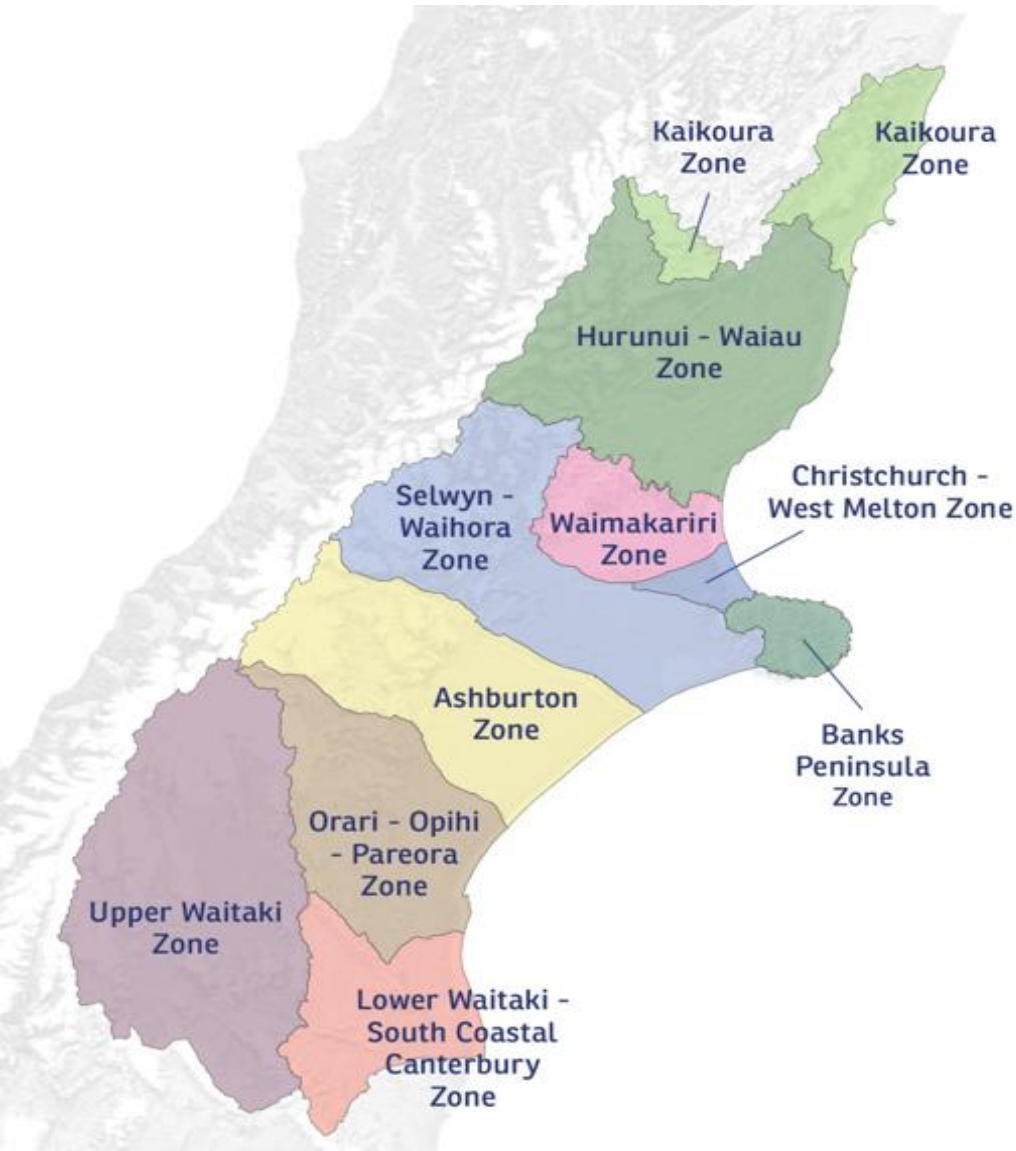 Kaikoura
Zone
Kaikoura
Zone
Hurunui - Waiau
Zone
Christchurch -
West Melton Zone
Selwyn -
Waihora
Zone
Waimakariri
Zone
Ashburton
Zone
Banks
Peninsula
Zone
Orari - Opihi
- Pareora
Zone
Upper Waitaki
Zone
Lower Waitaki -
South Coastal
Canterbury
Zone